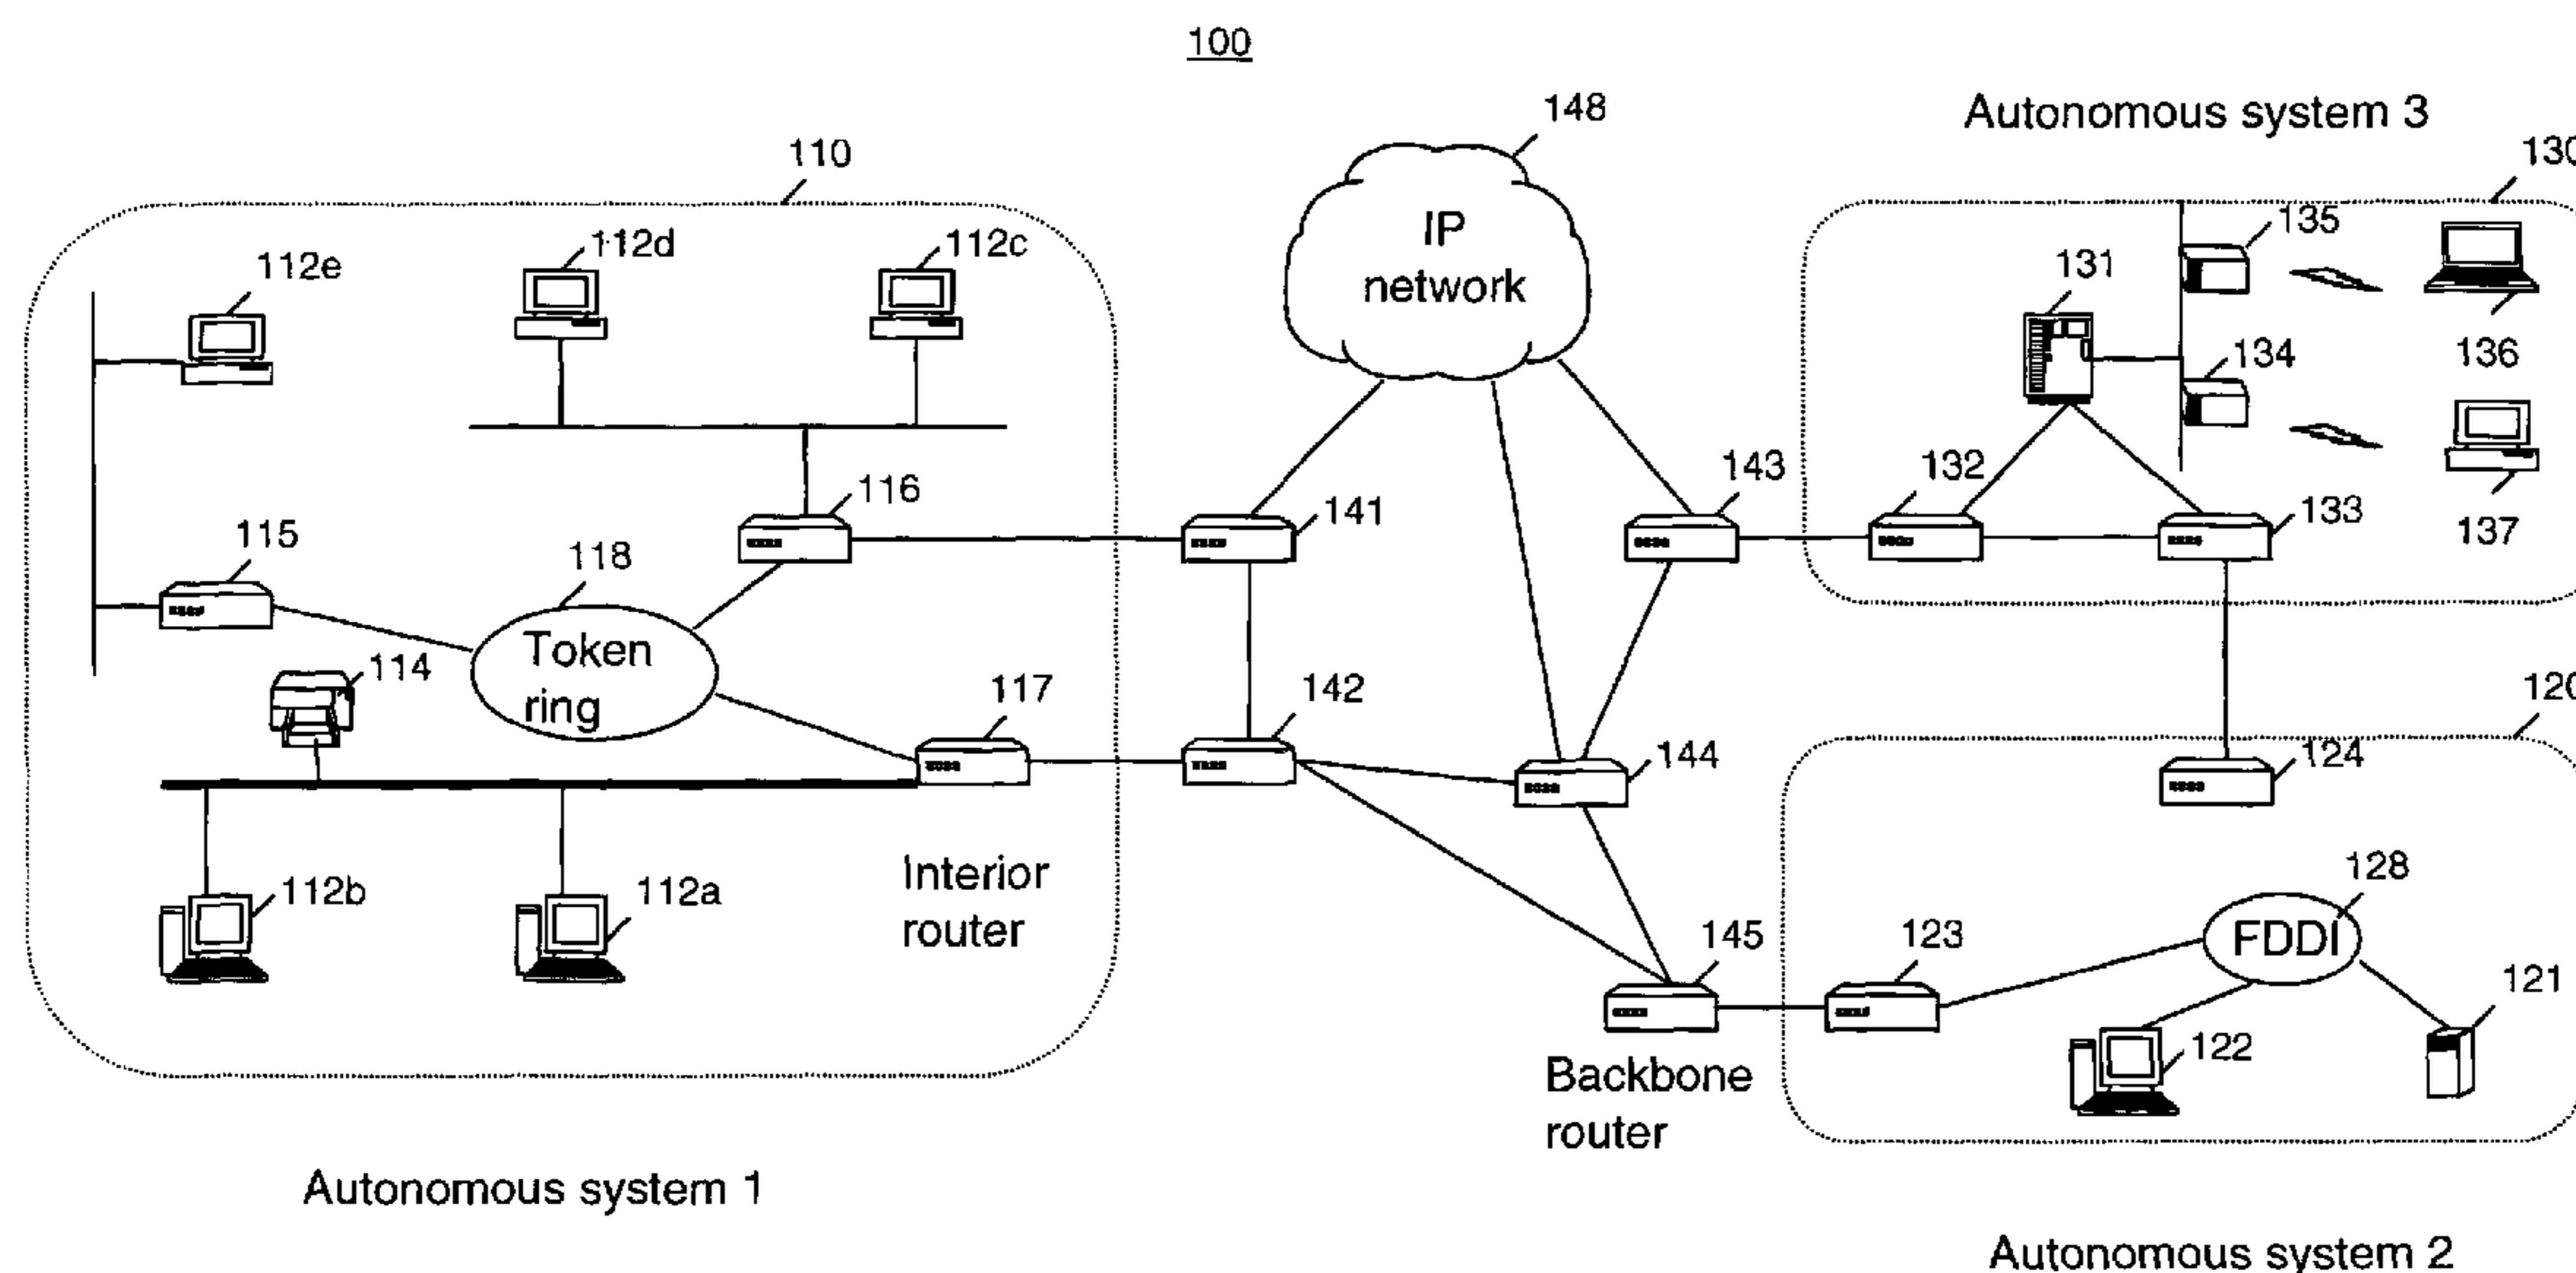 100
148
Autonomous system 3
110
130
112e
112d
112c
IP
network
135
131
134
136
115
118
116
141
143
132
133
137
Token
ring
114
117
142
144
120
124
112b
112a
Interior
router
145
123
128
FDDI
121
122
Backbone
router
Autonomous system 1
Autonomous system 2